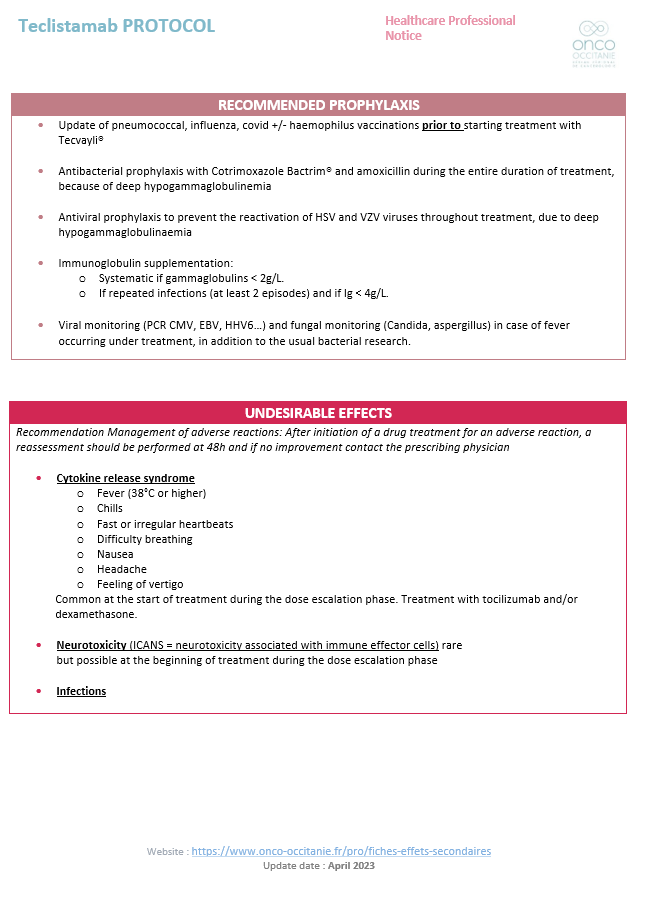 Teclistamab PROTOCOL
Healthcare Professional
Notice
onco
OCCITANIE
RECOMMENDED PROPHYLAXIS
• Update of pneumococcal, influenza, covid +/- haemophilus vaccinations prior to starting treatment with
Tecvayli®
• Antibacterial prophylaxis with Cotrimoxazole Bactrim® and amoxicillin during the entire duration of treatment,
because of deep hypogammaglobulinemia
• Antiviral prophylaxis to prevent the reactivation of HSV and VZV viruses throughout treatment, due to deep
hypogammaglobulinaemia
• Immunoglobulin supplementation:
o Systematic if gammaglobulins < 2g/L.
o If repeated infections (at least 2 episodes) and if Ig < 4g/L.
• Viral monitoring (PCR CMV, EBV, HHV6...) and fungal monitoring (Candida, aspergillus) in case of fever
occurring under treatment, in addition to the usual bacterial research.
UNDESIRABLE EFFECTS
Recommendation Management of adverse reactions: After initiation of a drug treatment for an adverse reaction, a
reassessment should be performed at 48h and if no improvement contact the prescribing physician
• Cytokine release syndrome
o Fever (38°C or higher)
o Chills
o Fast or irregular heartbeats
o Difficulty breathing
o Nausea
o Headache
o Feeling of vertigo
Common at the start of treatment during the dose escalation phase. Treatment with tocilizumab and/or
dexamethasone.
• Neurotoxicity (ICANS = neurotoxicity associated with immune effector cells) rare
but possible at the beginning of treatment during the dose escalation phase
• Infections
Website : https://www.onco-occitanie.fr/pro/fiches-effets-secondaires
Update date : April 2023